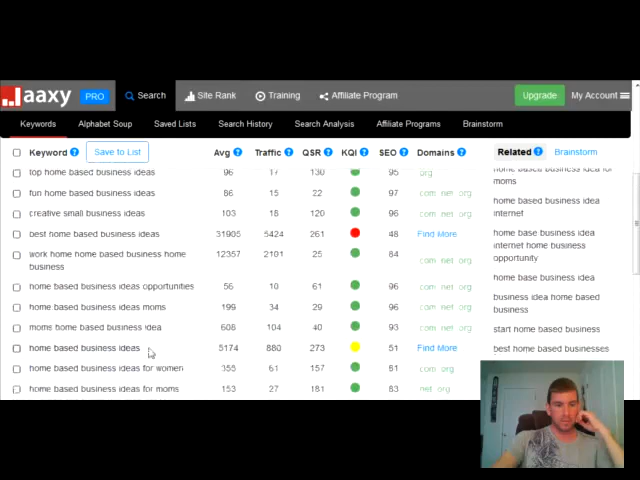 Jaaxy PRO Search Site Rank Training Affiliate Program Upgrade My Account
Keywords Alphabet Soup Saved Lists Search History Search Analysis Affiliate Programs Brainstorm
Keyword ? Save to List Avg ? Traffic ? QSR ? KQI ? SEO ? Domains ? Related ? Brainstorm
top home based business ideas 96 17 130 95 org
fun home based business ideas 86 15 22 97 com net org
creative small business ideas 103 18 120 96 com net org
best home based business ideas 31905 5424 261 48 Find More
work home home based business home
business 12357 2101 25 84 com net org
home based business ideas opportunities 56 10 61 96 com net org
home based business ideas moms 199 34 29 96 com net org
moms home based business idea 608 104 40 93 com net org
home based business ideas 5174 880 273 51 Find More
home based business ideas for women 355 61 157 81 com org
home based business ideas for moms 153 27 181 83 net org
home based business ideas for
moms
home based business idea
internet
home base business idea
internet home business
opportunity
home base business idea
business idea home based
business
start home based business
best home based businesses